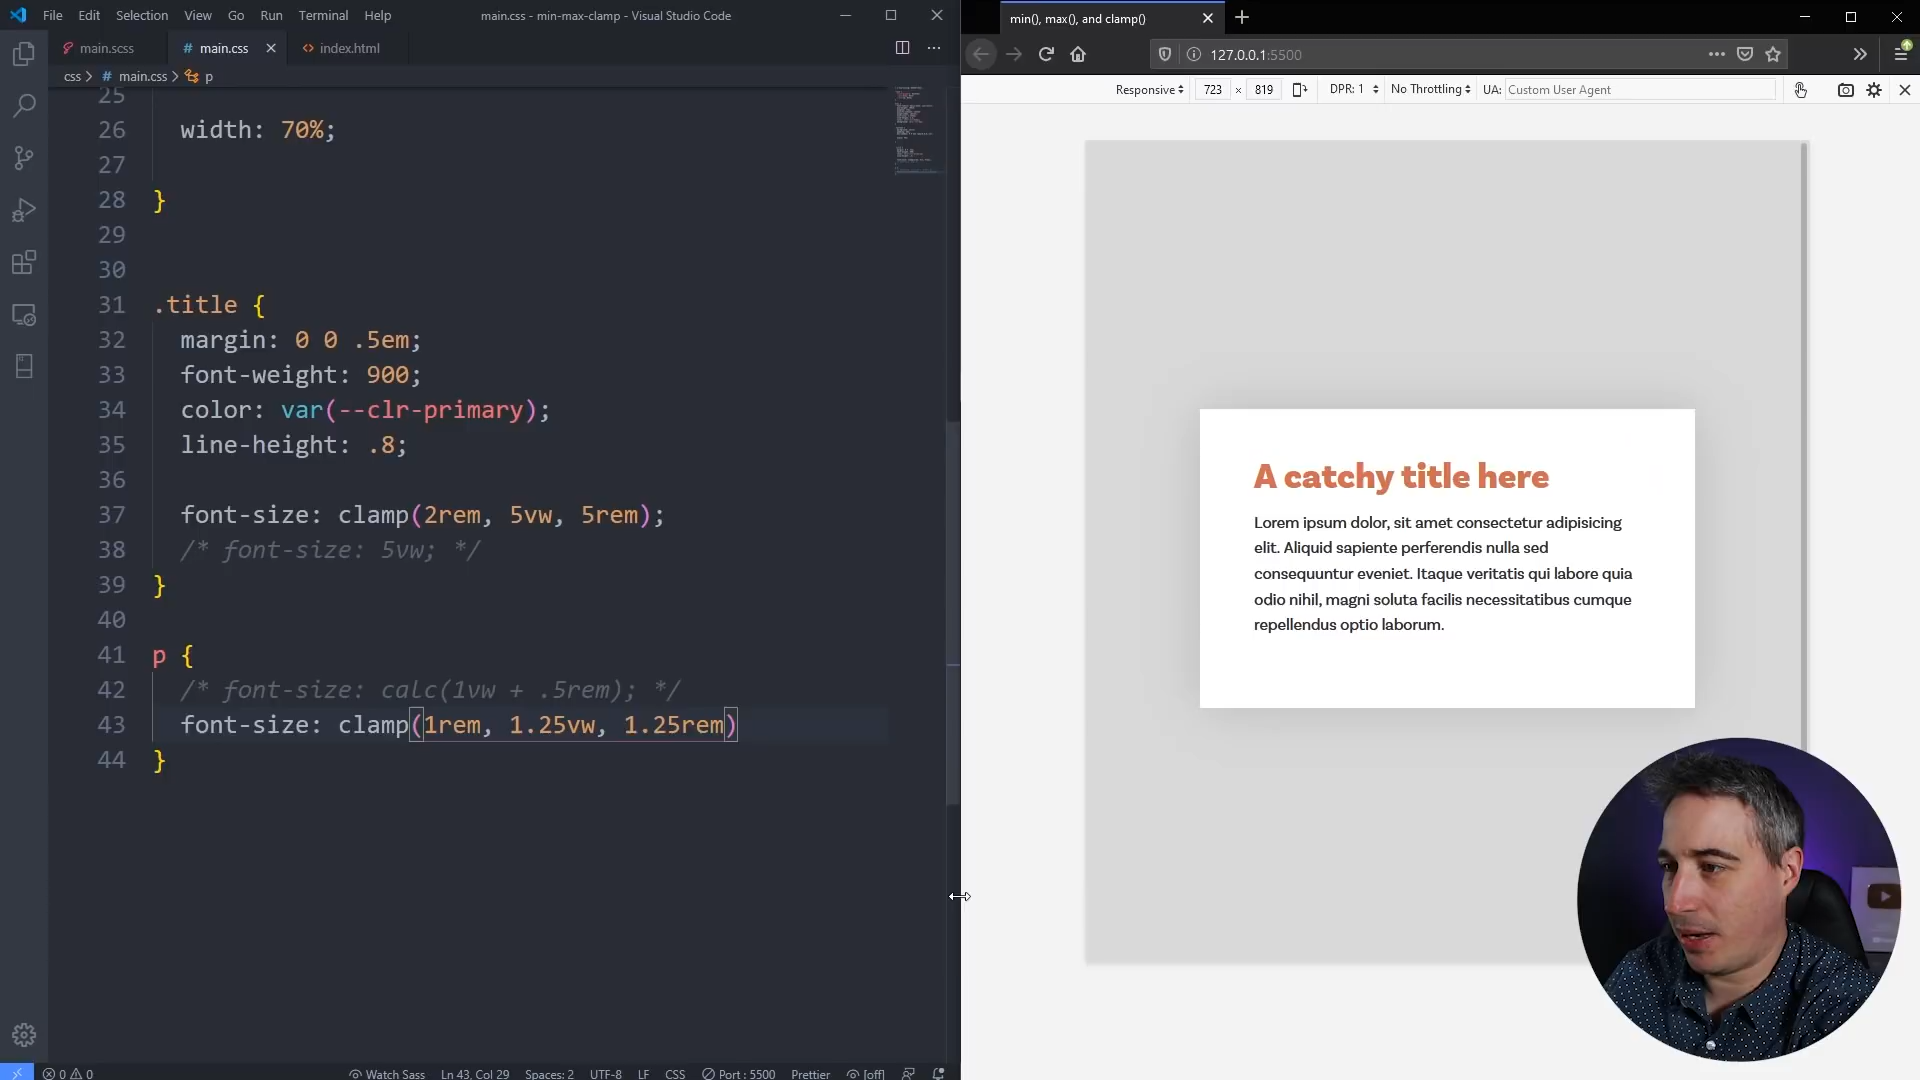 File Edit Selection View Go Run Terminal Help
main.css - min-max-clamp - Visual Studio Code
main.scss
# main.css
<> index.html
css > # main.css > p
25
26 width: 70%;
27
28 }
29
30
31 .title {
32 margin: 0 0 .5em;
33 font-weight: 900;
34 color: var(--clr-primary);
35 line-height: .8;
36
37 font-size: clamp(2rem, 5vw, 5rem);
38 /* font-size: 5vw; */
39 }
40
41 p {
42 /* font-size: calc(1vw + .5rem); */
43 font-size: clamp(1rem, 1.25vw, 1.25rem)
44 }
0 0
Watch Sass
Ln 43, Col 29
Spaces: 2
UTF-8
LF
CSS
Port : 5500
Prettier
[off]
min(), max(), and clamp()
127.0.0.1:5500
Responsive
723 × 819
DPR: 1
No Throttling
UA: Custom User Agent
A catchy title here
Lorem ipsum dolor, sit amet consectetur adipisicing
elit. Aliquid sapiente perferendis nulla sed
consequuntur eveniet. Itaque veritatis qui labore quia
odio nihil, magni soluta facilis necessitatibus cumque
repellendus optio laborum.